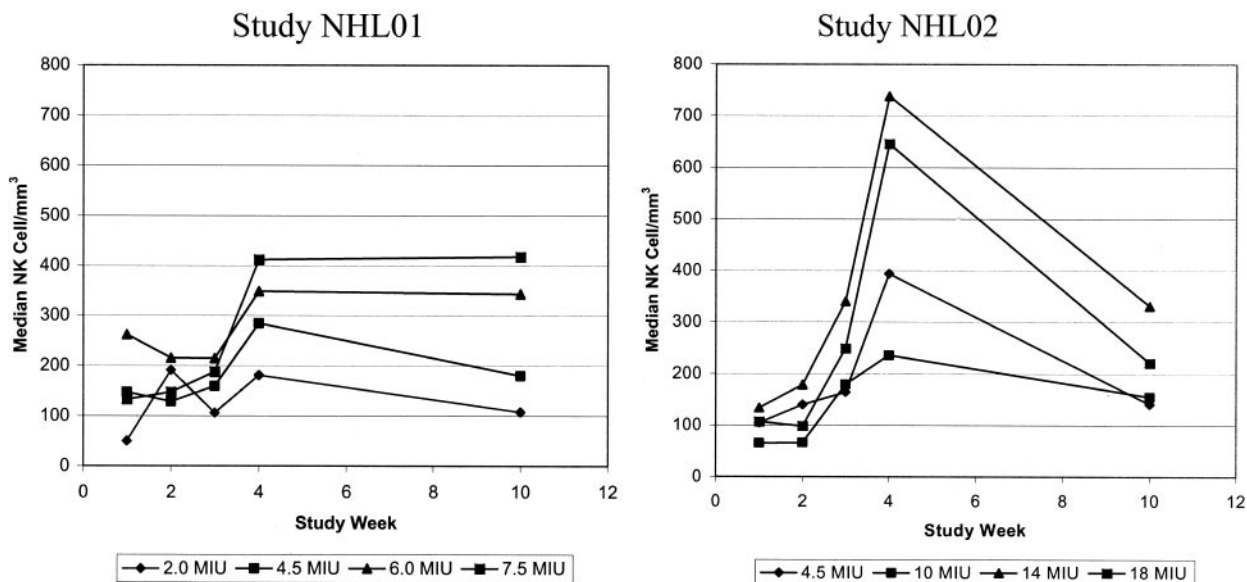 Study NHL01
800
700
600
500
400
300
200
100
0
Median NK Cell/mm³
0 2 4 6 8 10 12
Study Week
2.0 MIU 4.5 MIU 6.0 MIU 7.5 MIU
Study NHL02
800
700
600
500
400
300
200
100
0
Median NK Cell/mm³
0 2 4 6 8 10 12
Study Week
4.5 MIU 10 MIU 14 MIU 18 MIU